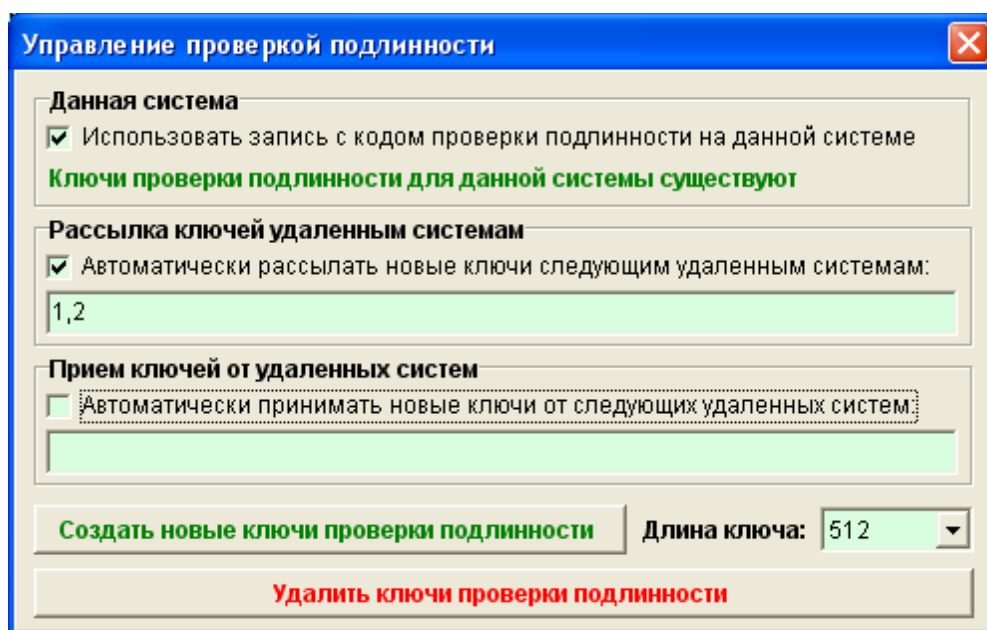 Управление проверкой подлинности
Данная система
Использовать запись с кодом проверки подлинности на данной системе
Ключи проверки подлинности для данной системы существуют
Рассылка ключей удаленным системам
Автоматически рассылать новые ключи следующим удаленным системам:
1,2
Прием ключей от удаленных систем
Автоматически принимать новые ключи от следующих удаленных систем:
Создать новые ключи проверки подлинности Длина ключа: 512
Удалить ключи проверки подлинности